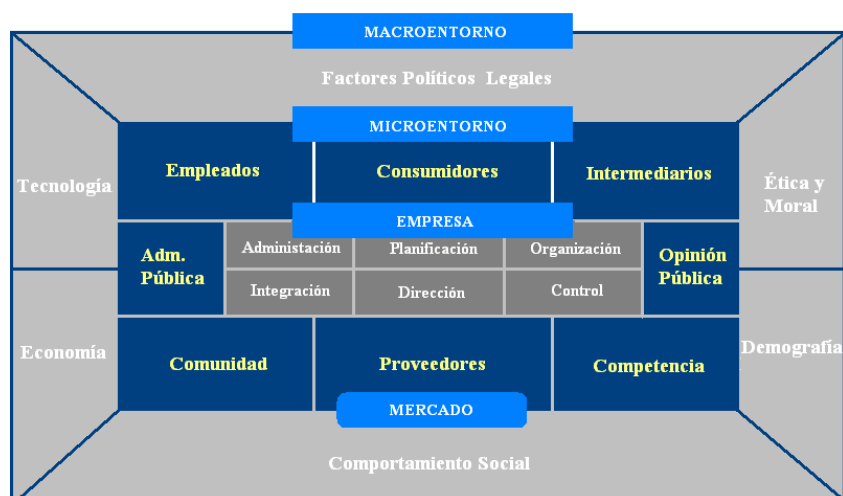 MACROENTORNO
Factores Políticos Legales
MICROENTORNO
Empleados
Consumidores
Intermediarios
Tecnología
Ética y
Moral
EMPRESA
Adm.
Pública
Administación
Planificación
Organización
Opinión
Pública
Integración
Dirección
Control
Economía
Comunidad
Proveedores
Competencia
Demografía
MERCADO
Comportamiento Social